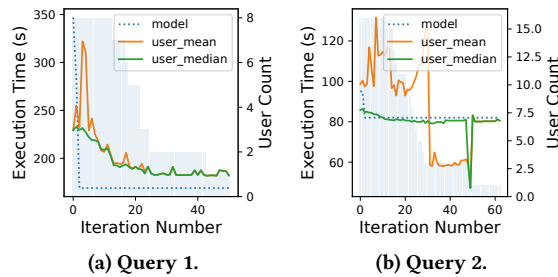 350
300
250
200
Execution Time (s)
model
user_mean
user_median
8
6
4
2
0
User Count
0
20
40
Iteration Number
(a) Query 1.
120
100
80
60
Execution Time (s)
model
user_mean
user_median
15.0
12.5
10.0
7.5
5.0
2.5
0.0
User Count
0
20
40
60
Iteration Number
(b) Query 2.